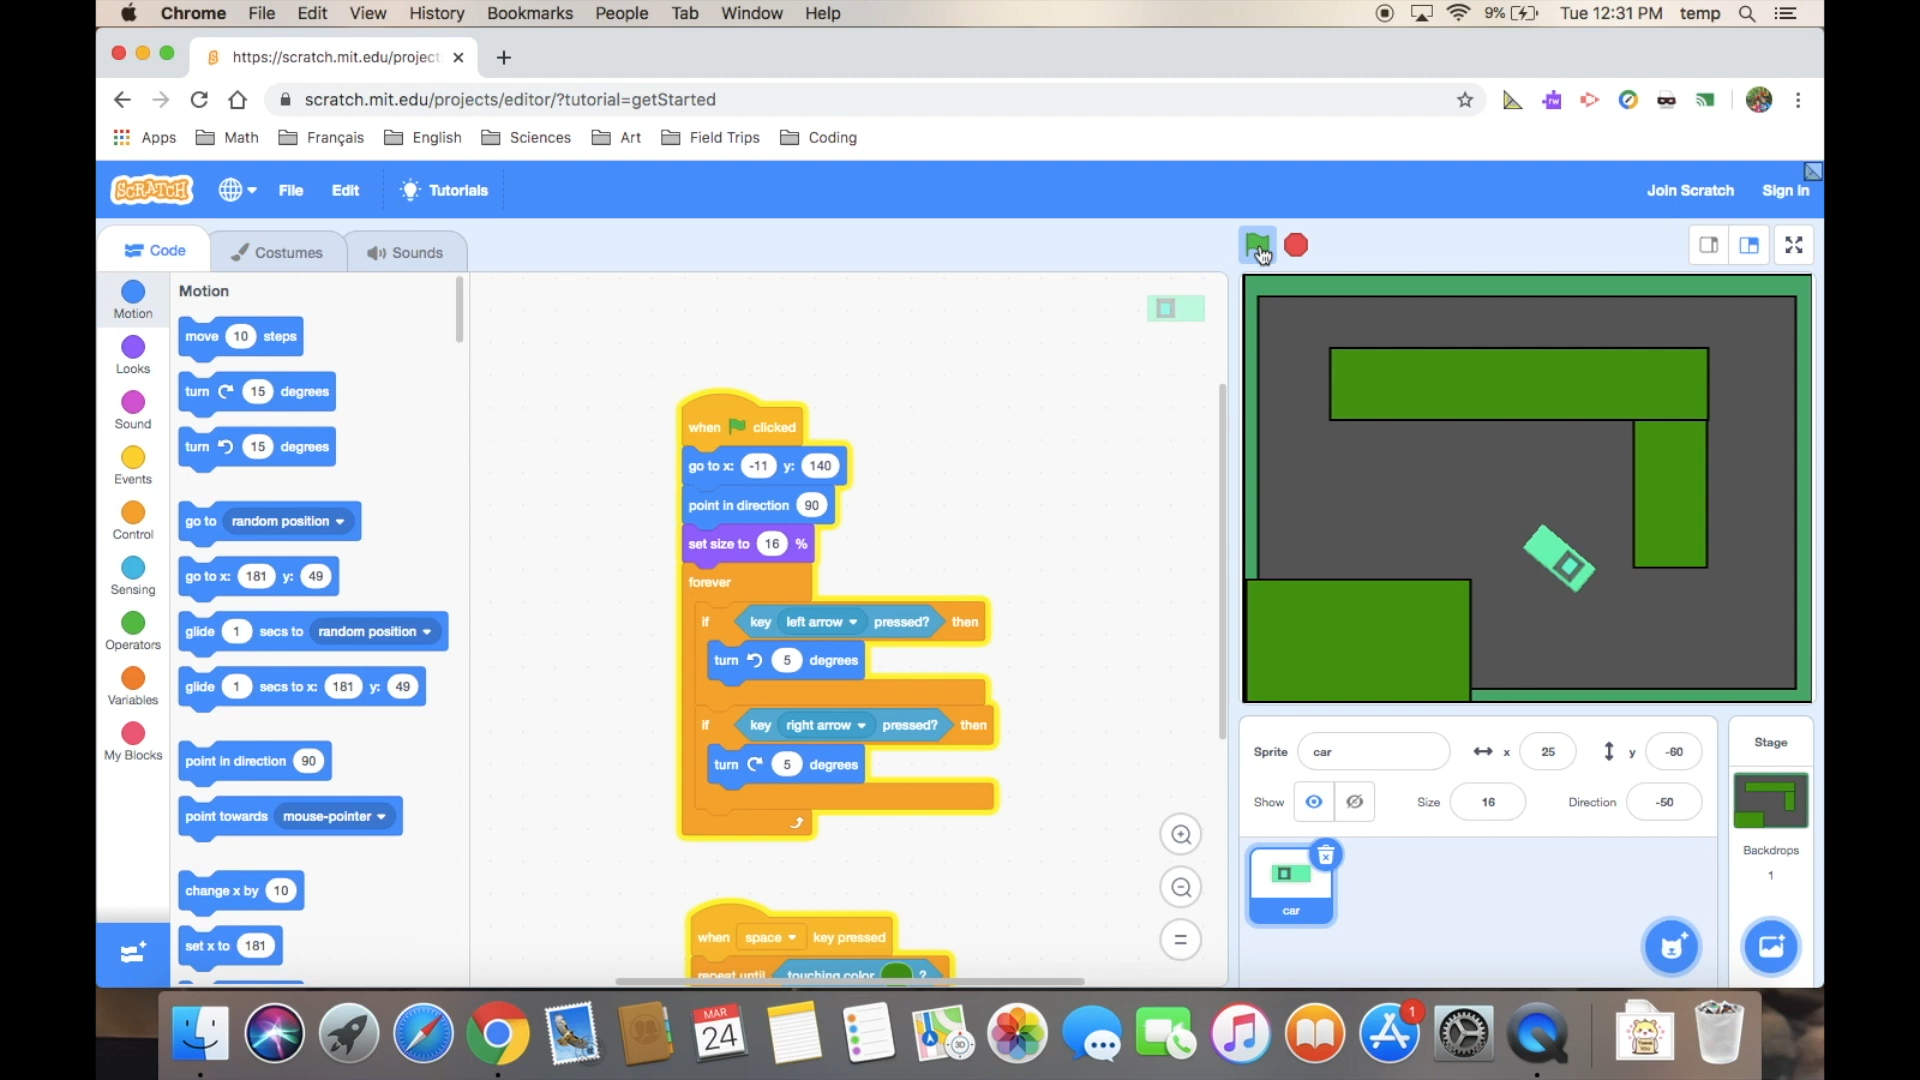 Chrome File Edit View History Bookmarks People Tab Window Help 9% Tue 12:31 PM temp
https://scratch.mit.edu/project
scratch.mit.edu/projects/editor/?tutorial=getStarted
Apps Math Français English Sciences Art Field Trips Coding
SCRATCH File Edit Tutorials Join Scratch Sign in
Code Costumes Sounds
Motion
Looks
Sound
Events
Control
Sensing
Operators
Variables
My Blocks
Motion
move 10 steps
turn 15 degrees
turn 15 degrees
go to random position
go to x: 181 y: 49
glide 1 secs to random position
glide 1 secs to x: 181 y: 49
point in direction 90
point towards mouse-pointer
change x by 10
set x to 181
when clicked
go to x: -11 y: 140
point in direction 90
set size to 16 %
forever
if key left arrow pressed? then
turn 5 degrees
if key right arrow pressed? then
turn 5 degrees
when space key pressed
repeat until touching color ?
Sprite car x 25 y -60
Show Size 16 Direction -50
car
Stage
Backdrops
1
MAR
24
3D
1